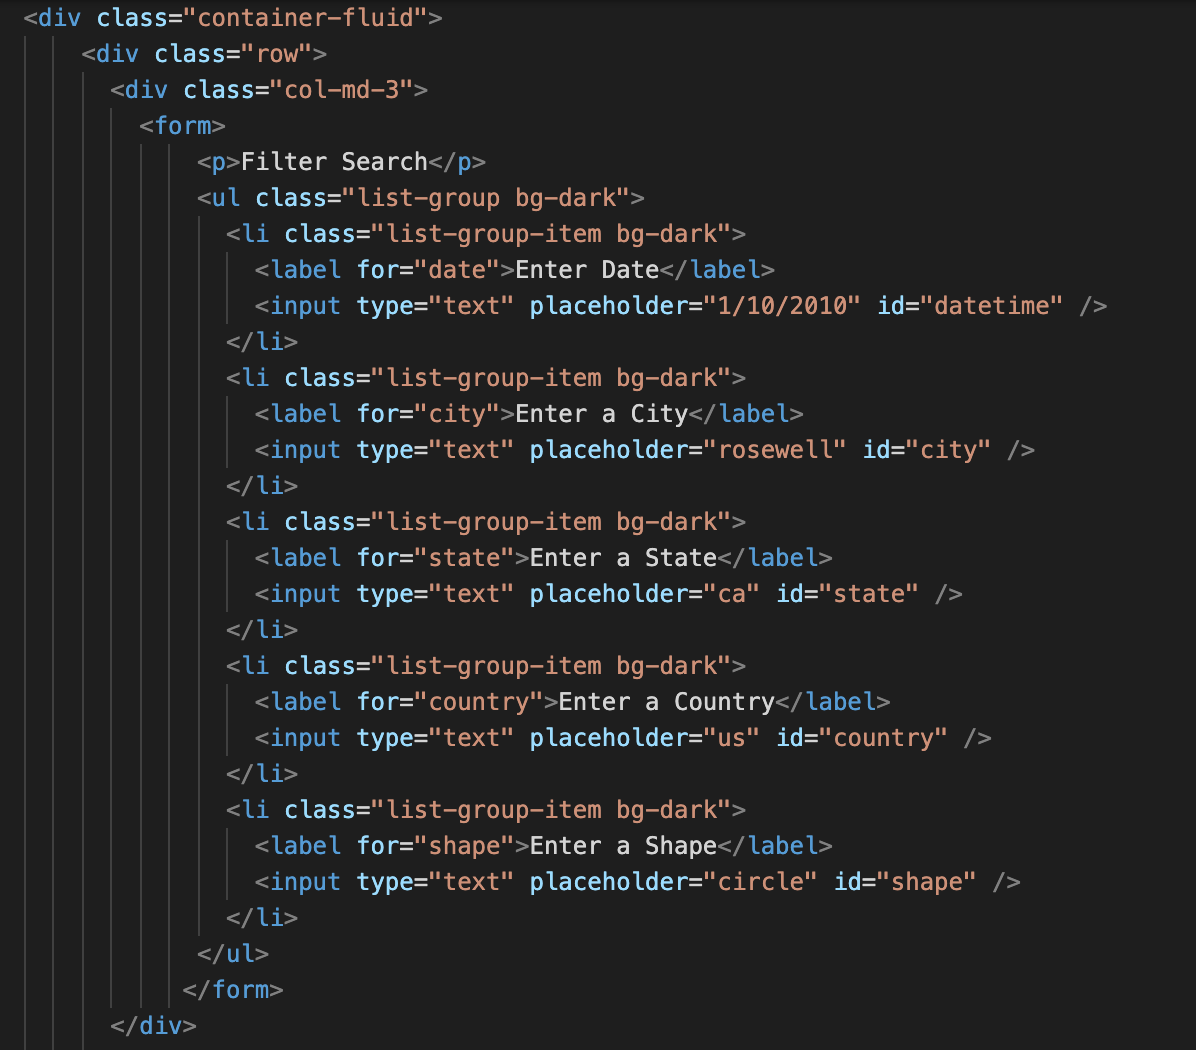 <div class="container-fluid">
<div class="row">
<div class="col-md-3">
<form>
<p>Filter Search</p>
<ul class="list-group bg-dark">
<li class="list-group-item bg-dark">
<label for="date">Enter Date</label>
<input type="text" placeholder="1/10/2010" id="datetime" />
</li>
<li class="list-group-item bg-dark">
<label for="city">Enter a City</label>
<input type="text" placeholder="rosewell" id="city" />
</li>
<li class="list-group-item bg-dark">
<label for="state">Enter a State</label>
<input type="text" placeholder="ca" id="state" />
</li>
<li class="list-group-item bg-dark">
<label for="country">Enter a Country</label>
<input type="text" placeholder="us" id="country" />
</li>
<li class="list-group-item bg-dark">
<label for="shape">Enter a Shape</label>
<input type="text" placeholder="circle" id="shape" />
</li>
</ul>
</form>
</div>